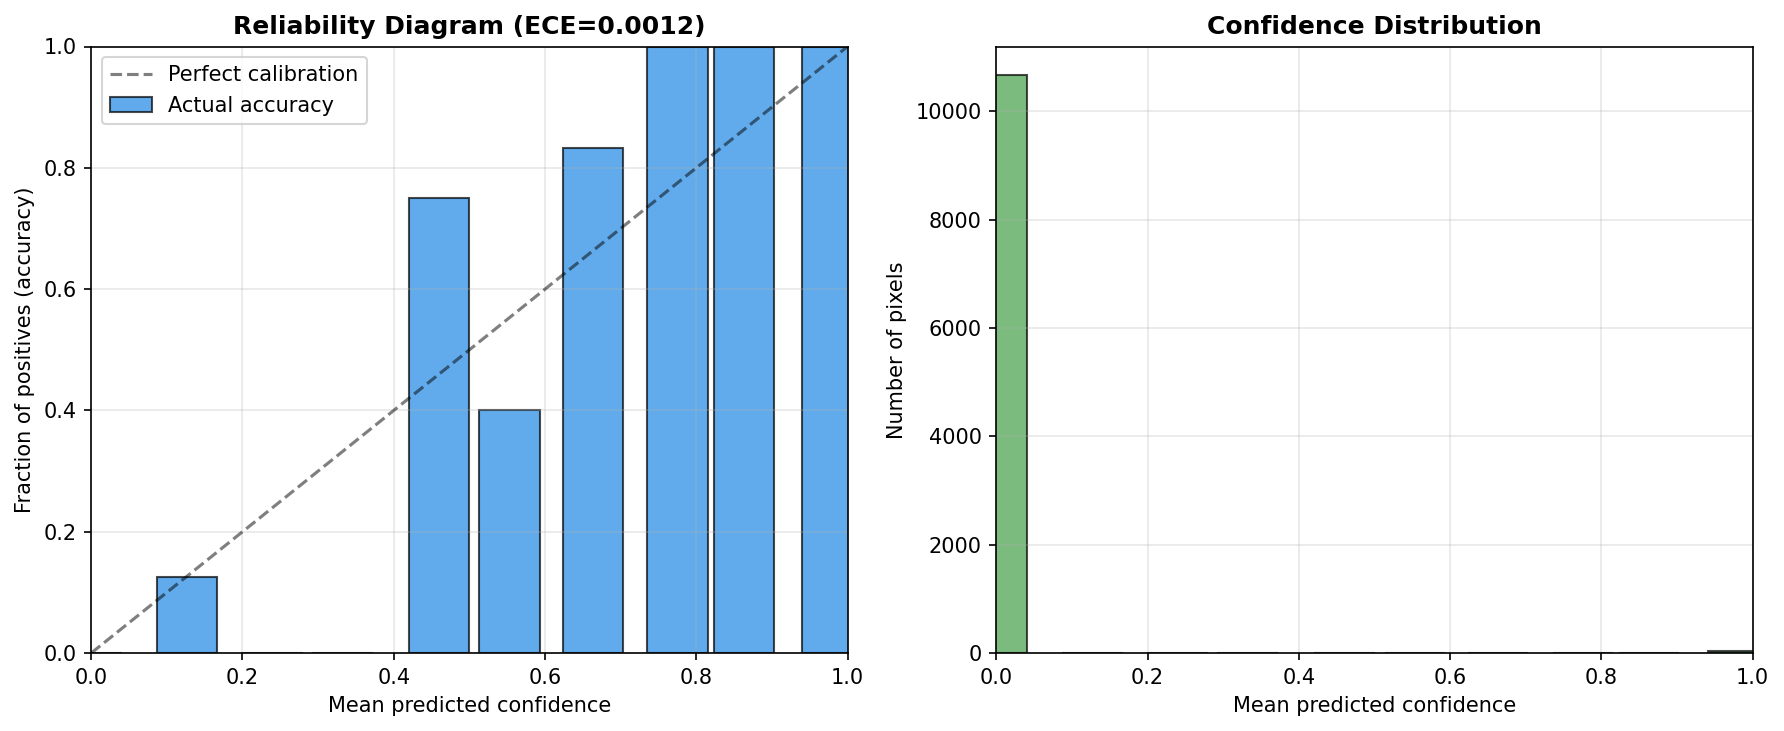 Reliability Diagram (ECE=0.0012)
Perfect calibration
Actual accuracy
Fraction of positives (accuracy)
1.0
0.8
0.6
0.4
0.2
0.0
0.0 0.2 0.4 0.6 0.8 1.0
Mean predicted confidence
Confidence Distribution
Number of pixels
10000
8000
6000
4000
2000
0
0.0 0.2 0.4 0.6 0.8 1.0
Mean predicted confidence